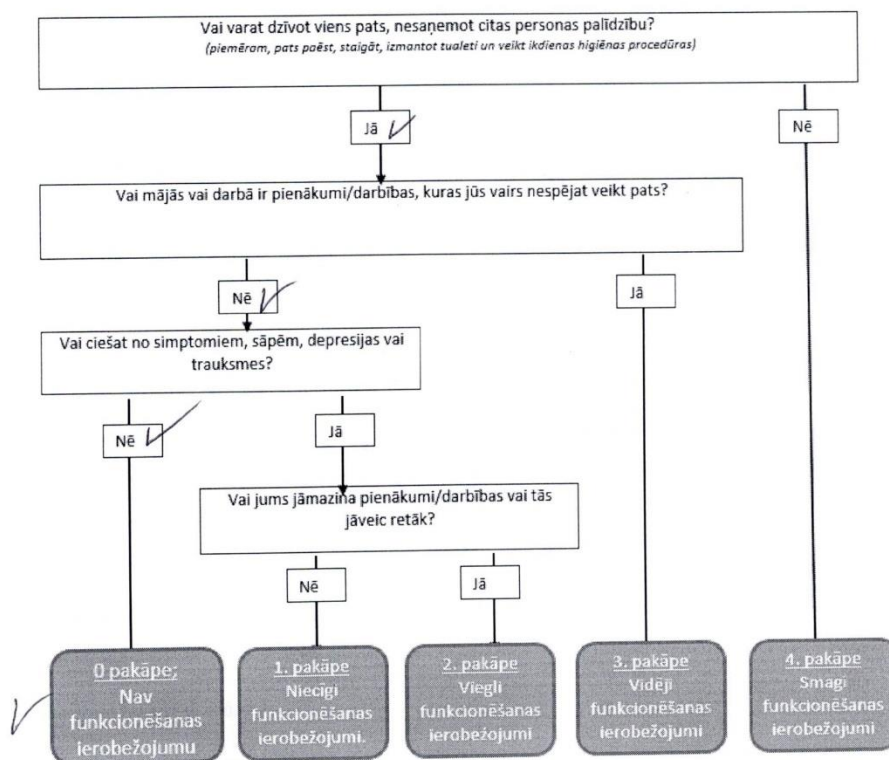 Vai varat dzīvot viens pats, nesaņemot citas personas palīdzību?
(piemēram, pats paēst, staigāt, izmantot tualeti un veikt ikdienas higiēnas procedūras)
Jā
Nē
Vai mājās vai darbā ir pienākumi/darbības, kuras jūs vairs nespējat veikt pats?
Nē
Jā
Vai ciešat no simptomiem, sāpēm, depresijas vai
trauksmes?
Nē
Jā
Vai jums jāmazina pienākumi/darbības vai tās
jāveic retāk?
Nē
Jā
0 pakāpe;
Nav
funkcionēšanas
ierobežojumu
1. pakāpe
Niecīgi
funkcionēšanas
ierobežojumi.
2. pakāpe
Viegli
funkcionēšanas
ierobežojumi
3. pakāpe
Vidēji
funkcionēšanas
ierobežojumi
4. pakāpe
Smagi
funkcionēšanas
ierobežojumi